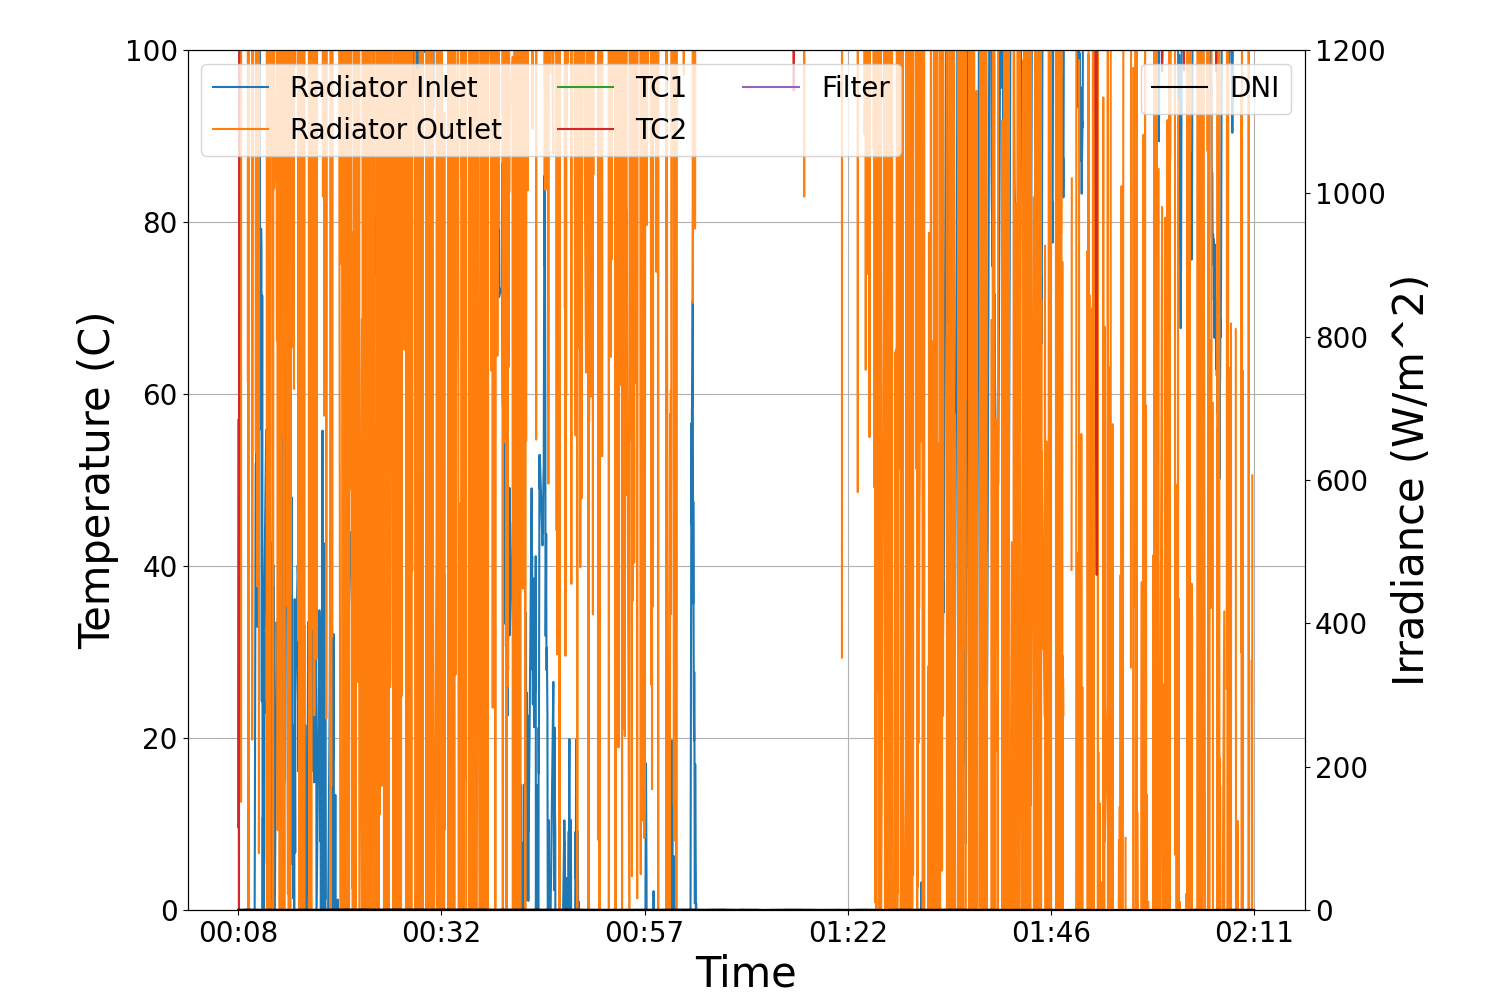 100
80
60
40
20
0
Temperature (C)
Radiator Inlet
Radiator Outlet
TC1
TC2
Filter
DNI
1200
1000
800
600
400
200
0
Irradiance (W/m^2)
00:08 00:32 00:57 01:22 01:46 02:11
Time